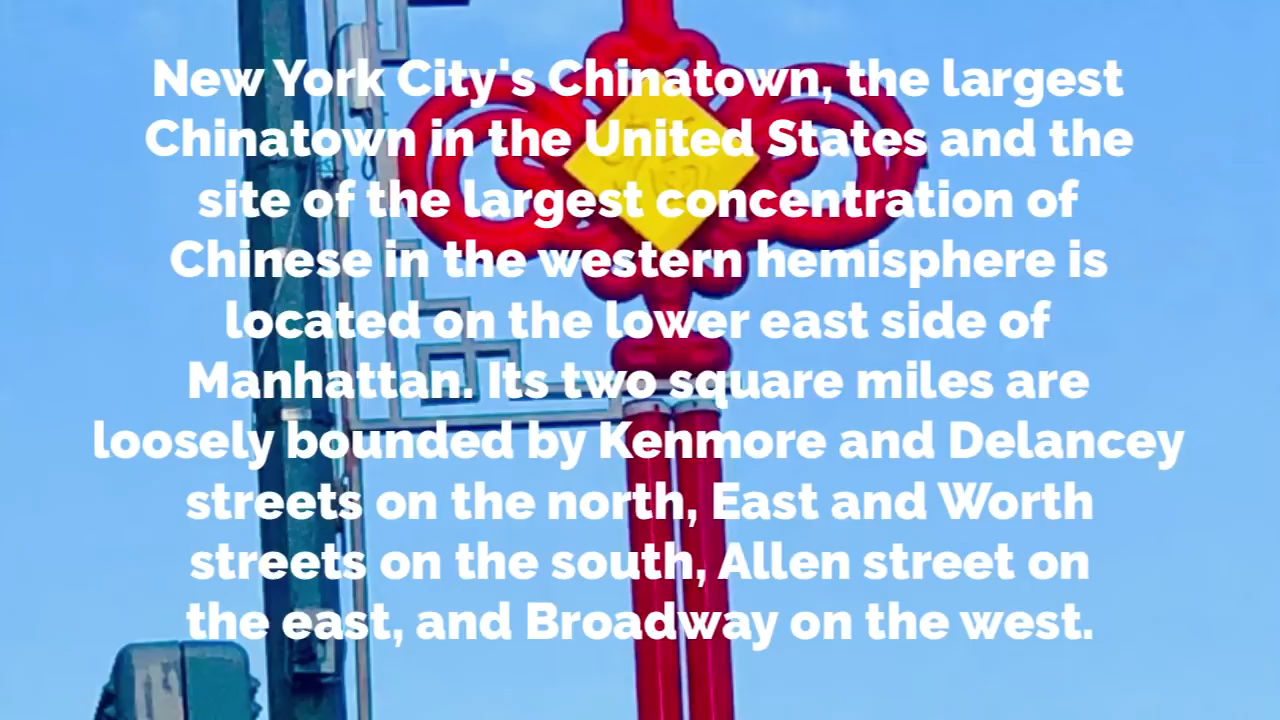 New York City's Chinatown, the largest
Chinatown in the United States and the
site of the largest concentration of
Chinese in the western hemisphere is
located on the lower east side of
Manhattan. Its two square miles are
loosely bounded by Kenmore and Delancey
streets on the north, East and Worth
streets on the south, Allen street on
the east, and Broadway on the west.